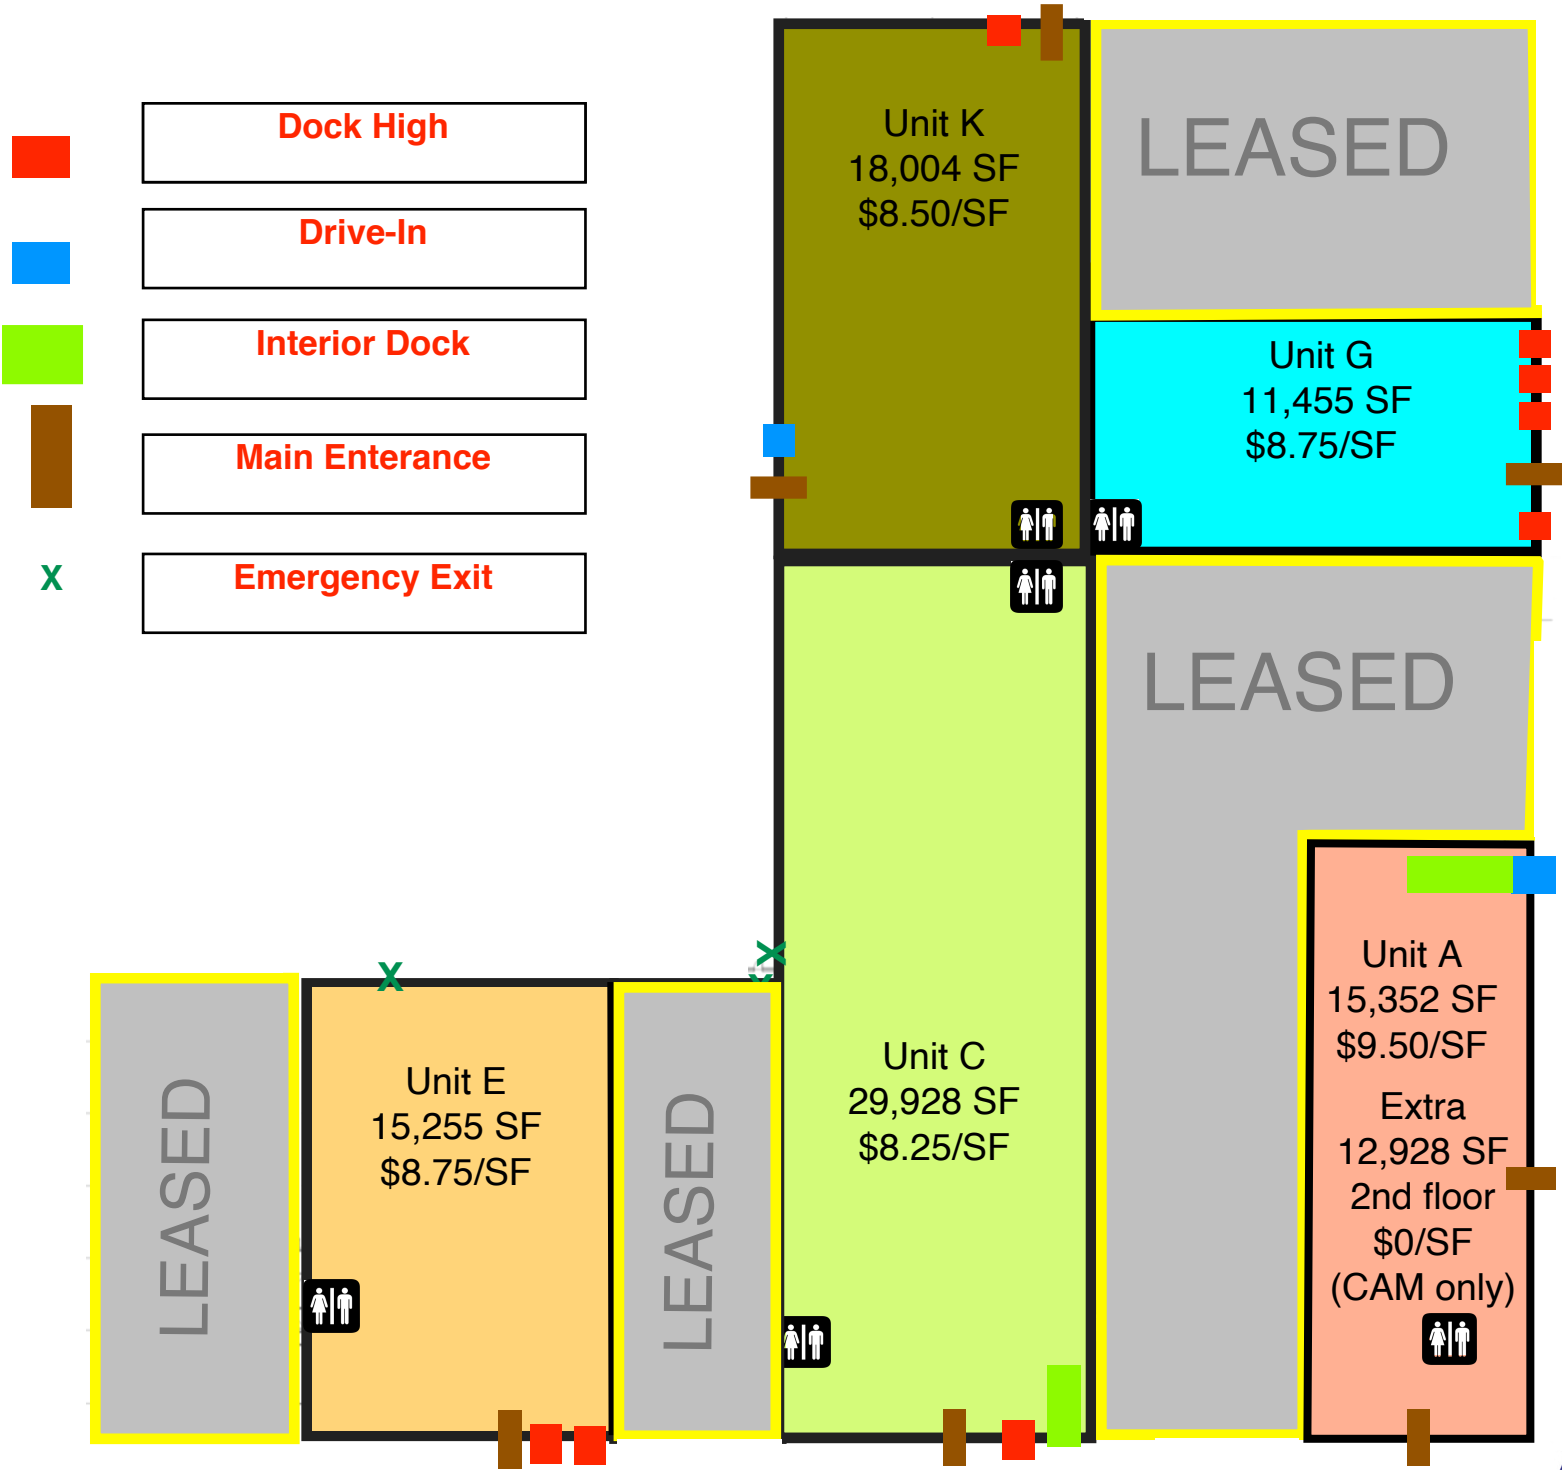 Dock High
Drive-In
Interior Dock
Main Enterance
X
Emergency Exit
Unit K
18,004 SF
$8.50/SF
LEASED
Unit G
11,455 SF
$8.75/SF
LEASED
X
X
X
LEASED
Unit E
15,255 SF
$8.75/SF
LEASED
Unit C
29,928 SF
$8.25/SF
Unit A
15,352 SF
$9.50/SF
Extra
12,928 SF
2nd floor
$0/SF
(CAM only)